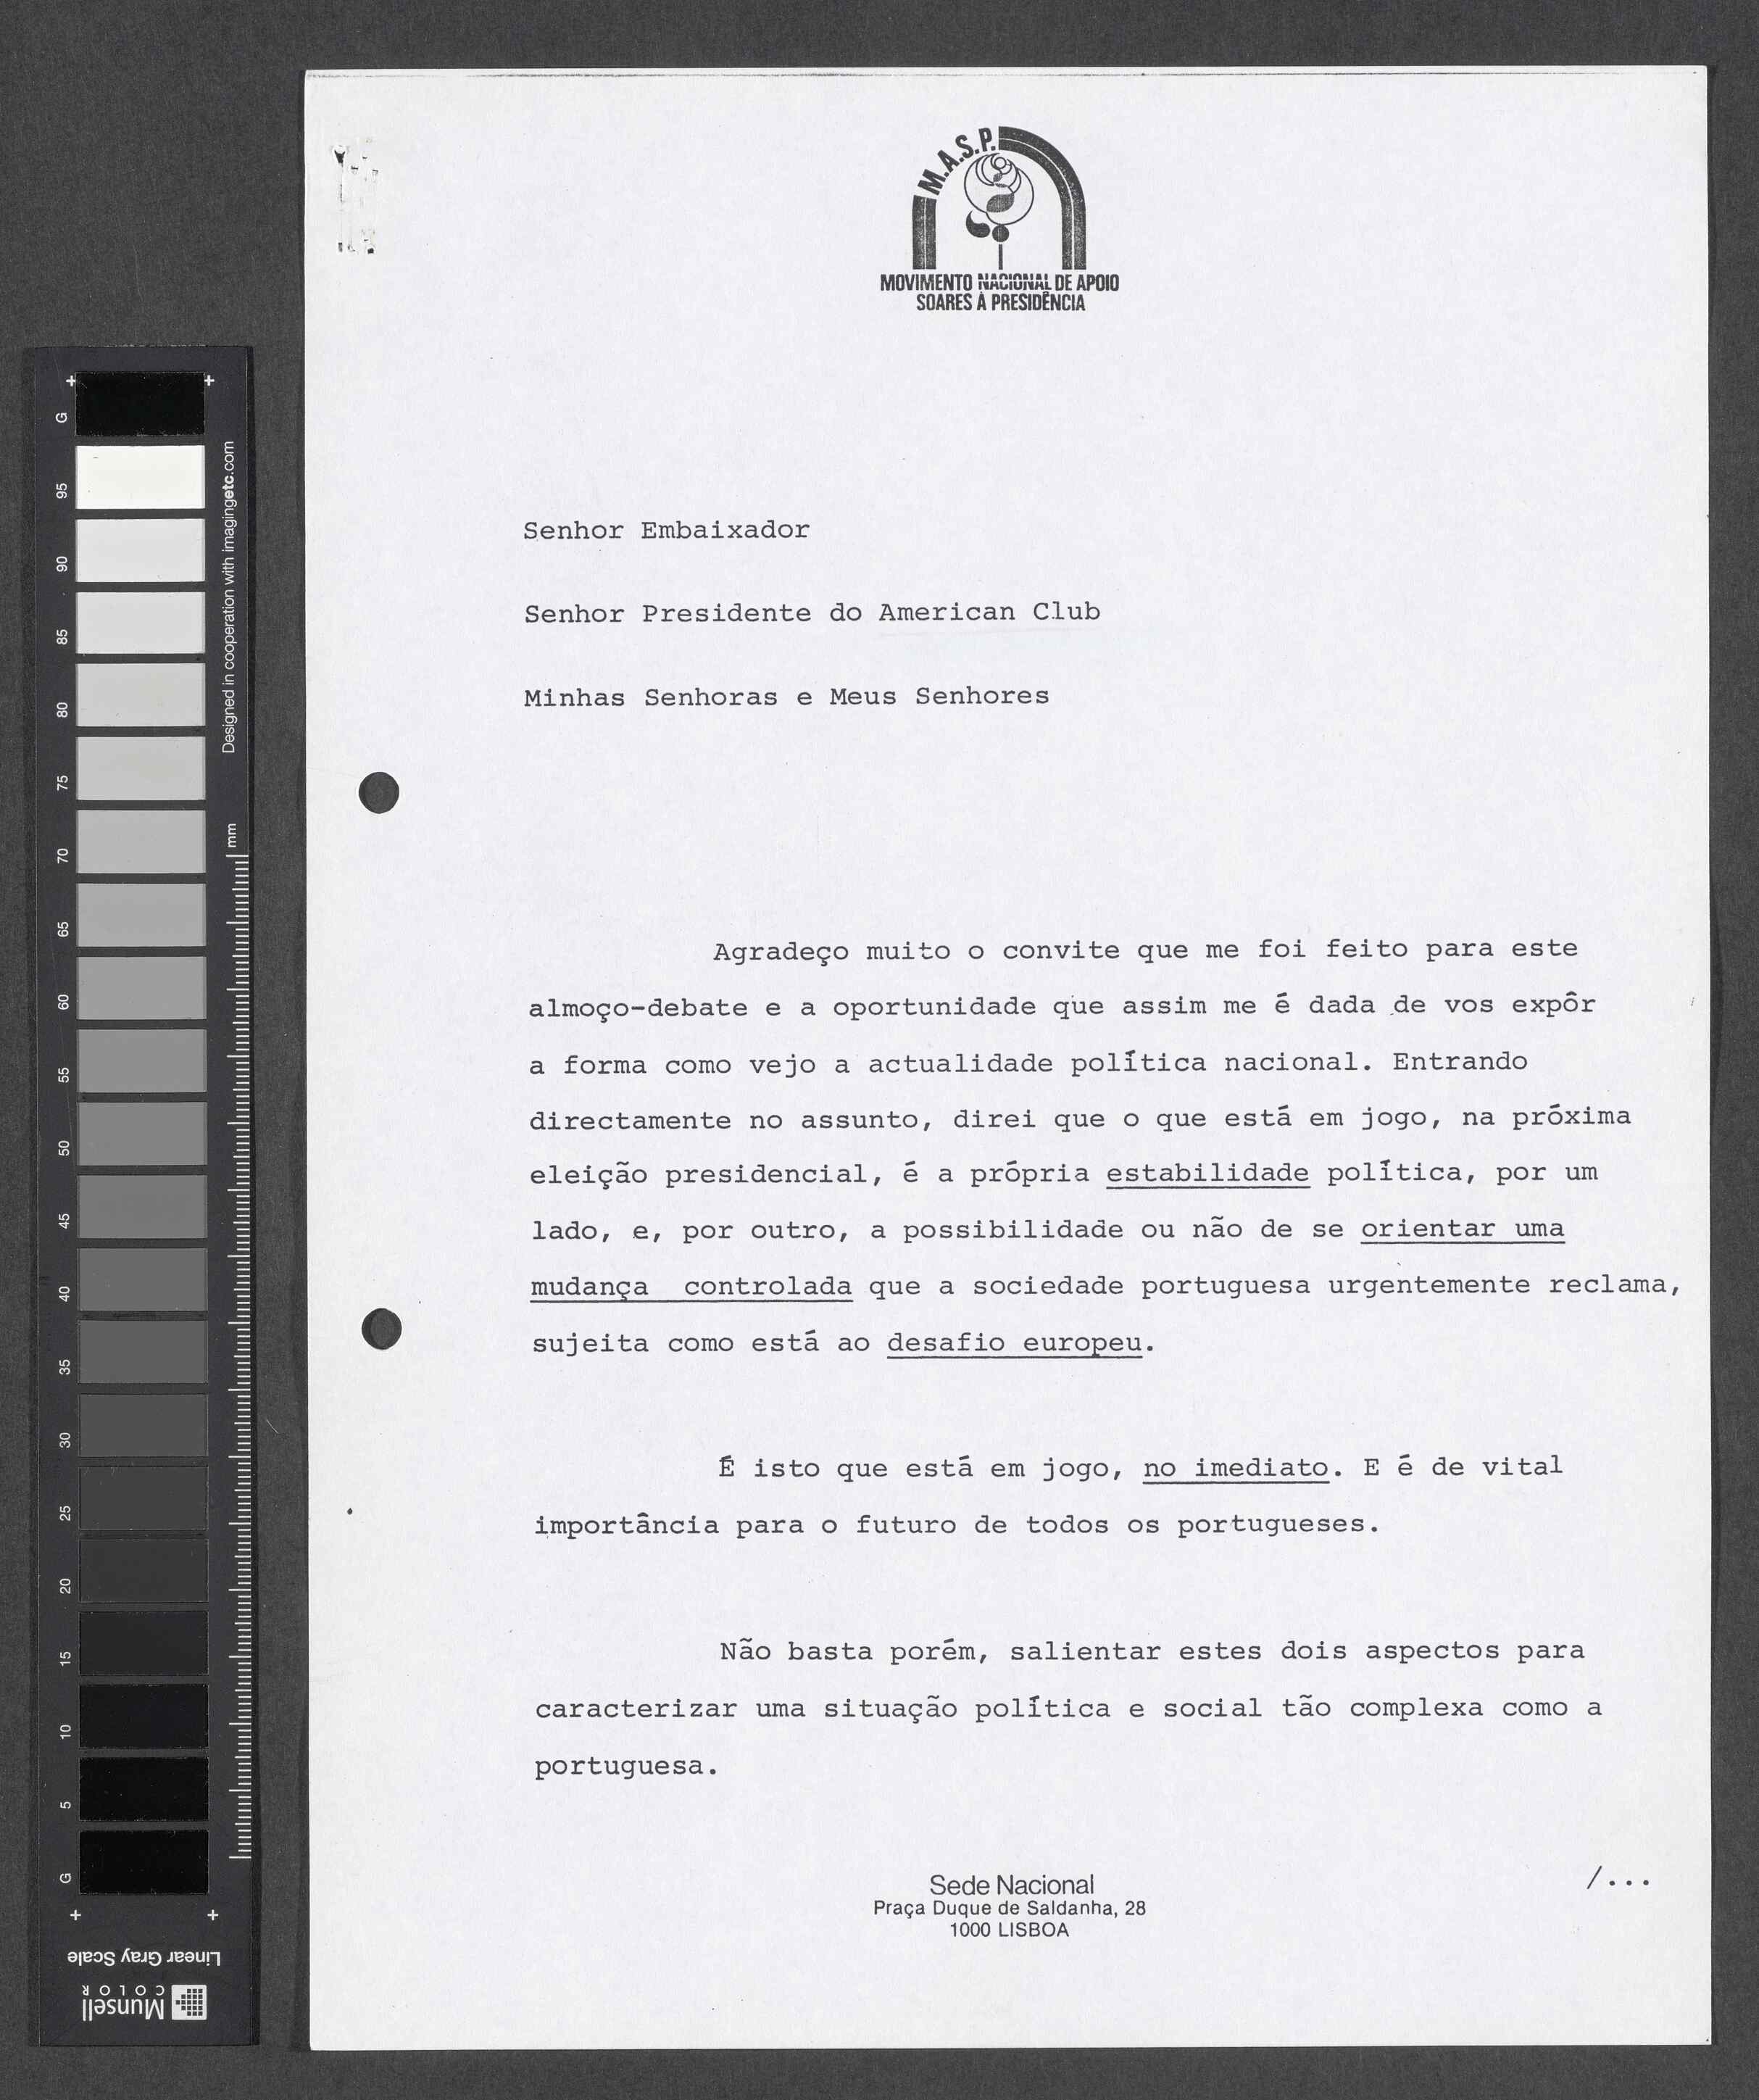 M.A.S.P.
MOVIMENTO NACIONAL DE APOIO
SOARES À PRESIDÊNCIA
Senhor Embaixador
Senhor Presidente do American Club
Minhas Senhoras e Meus Senhores
Agradeço muito o convite que me foi feito para este
almoço-debate e a oportunidade que assim me é dada de vos expôr
a forma como vejo a actualidade política nacional. Entrando
directamente no assunto, direi que o que está em jogo, na próxima
eleição presidencial, é a própria estabilidade política, por um
lado, e, por outro, a possibilidade ou não de se orientar uma
mudança controlada que a sociedade portuguesa urgentemente reclama,
sujeita como está ao desafio europeu.
É isto que está em jogo, no imediato. E é de vital
importância para o futuro de todos os portugueses.
Não basta porém, salientar estes dois aspectos para
caracterizar uma situação política e social tão complexa como a
portuguesa.
/...
Sede Nacional
Praça Duque de Saldanha, 28
1000 LISBOA
G
95
90
85
80
75
70
65
60
55
50
45
40
35
30
25
20
15
10
5
G
Designed in cooperation with imagingetc.com
mm
Linear Gray Scale
Munsell
COLOR